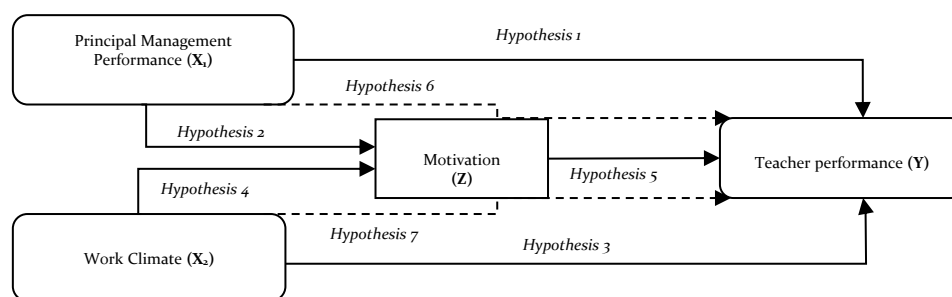 Hypothesis 1
Principal Management
Performance (X₁)
Hypothesis 6
Hypothesis 2
Motivation
(Z)
Teacher performance (Y)
Hypothesis 4
Hypothesis 5
Hypothesis 7
Hypothesis 3
Work Climate (X₂)